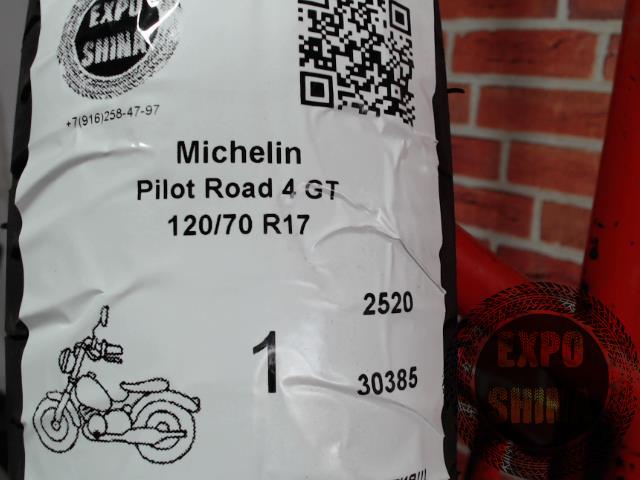 EXPO
SHINA
+7(916)258-47-97
Michelin
Pilot Road 4 GT
120/70 R17
2520
1
30385
EXPO
SHINA